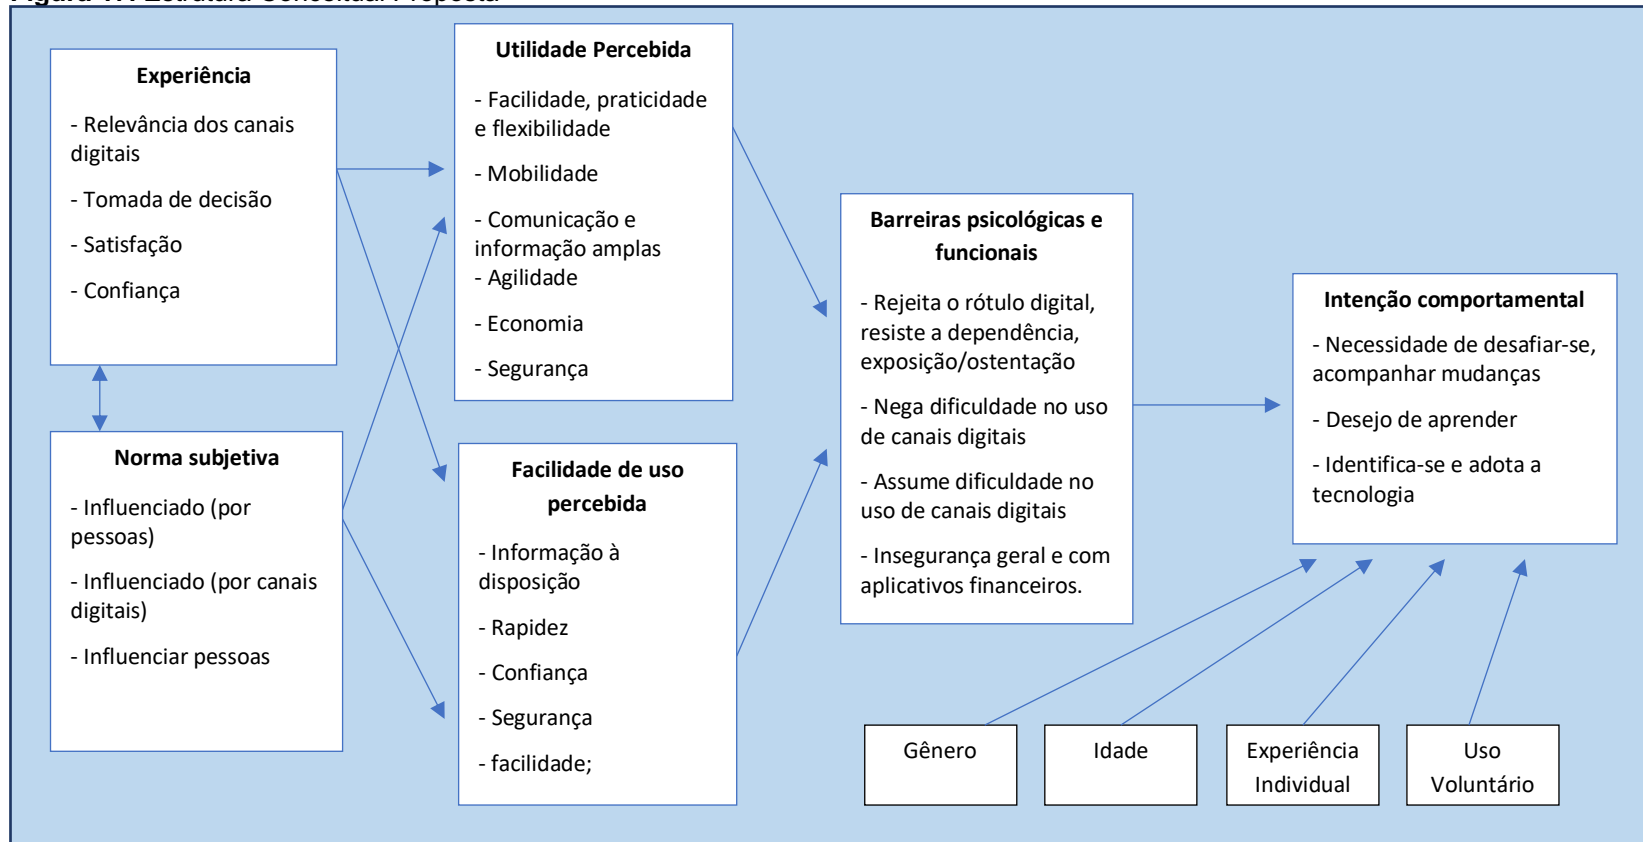 Estrutura Conceitual Proposta
Experiência
- Relevância dos canais
digitais
- Tomada de decisão
- Satisfação
- Confiança
Norma subjetiva
- Influenciado (por
pessoas)
- Influenciado (por canais
digitais)
- Influenciar pessoas
Utilidade Percebida
- Facilidade, praticidade
e flexibilidade
- Mobilidade
- Comunicação e
informação amplas
- Agilidade
- Economia
- Segurança
Facilidade de uso
percebida
- Informação à
disposição
- Rapidez
- Confiança
- Segurança
- facilidade;
Barreiras psicológicas e
funcionais
- Rejeita o rótulo digital,
resiste a dependência,
exposição/ostentação
- Nega dificuldade no uso
de canais digitais
- Assume dificuldade no
uso de canais digitais
- Insegurança geral e com
aplicativos financeiros.
Intenção comportamental
- Necessidade de desafiar-se,
acompanhar mudanças
- Desejo de aprender
- Identifica-se e adota a
tecnologia
Gênero
Idade
Experiência
Individual
Uso
Voluntário